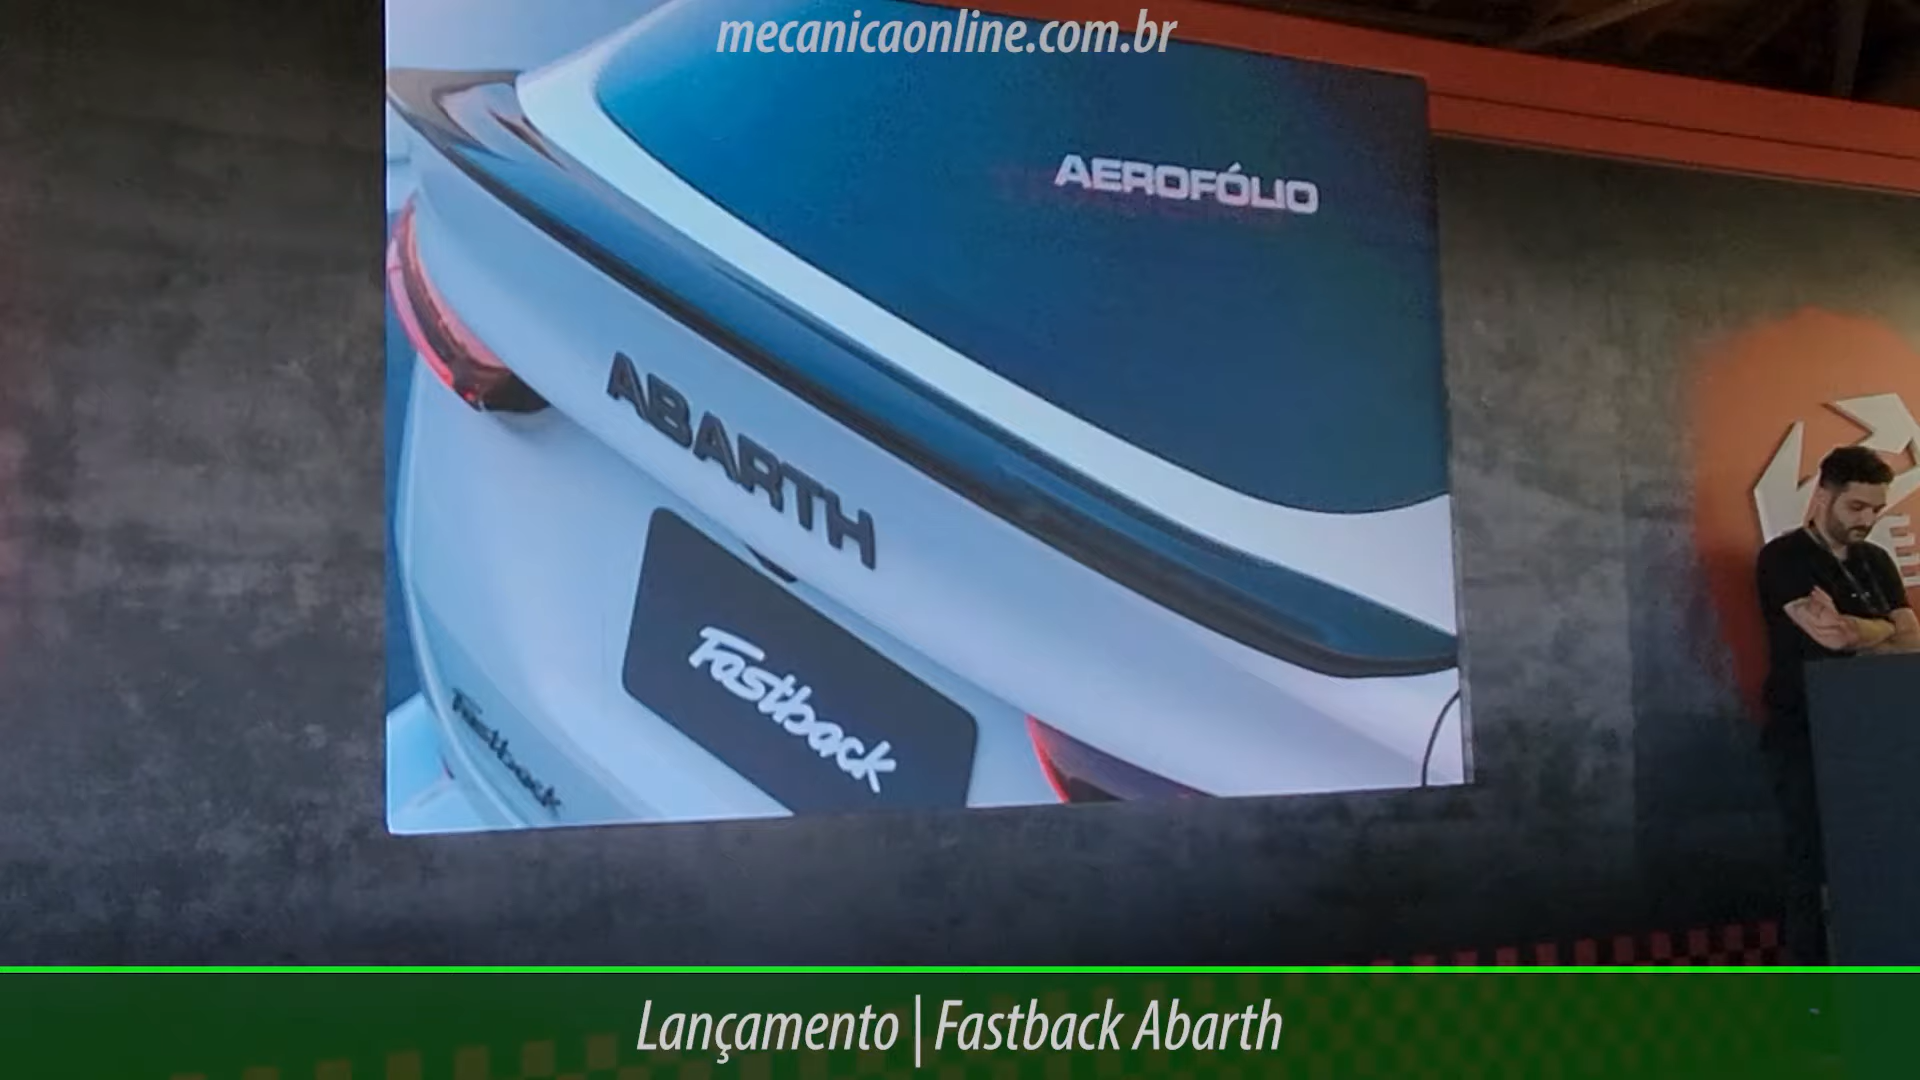 mecanicaonline.com.br
AEROFÓLIO
ABARTH
Fastback
Fastback
Lançamento | Fastback Abarth